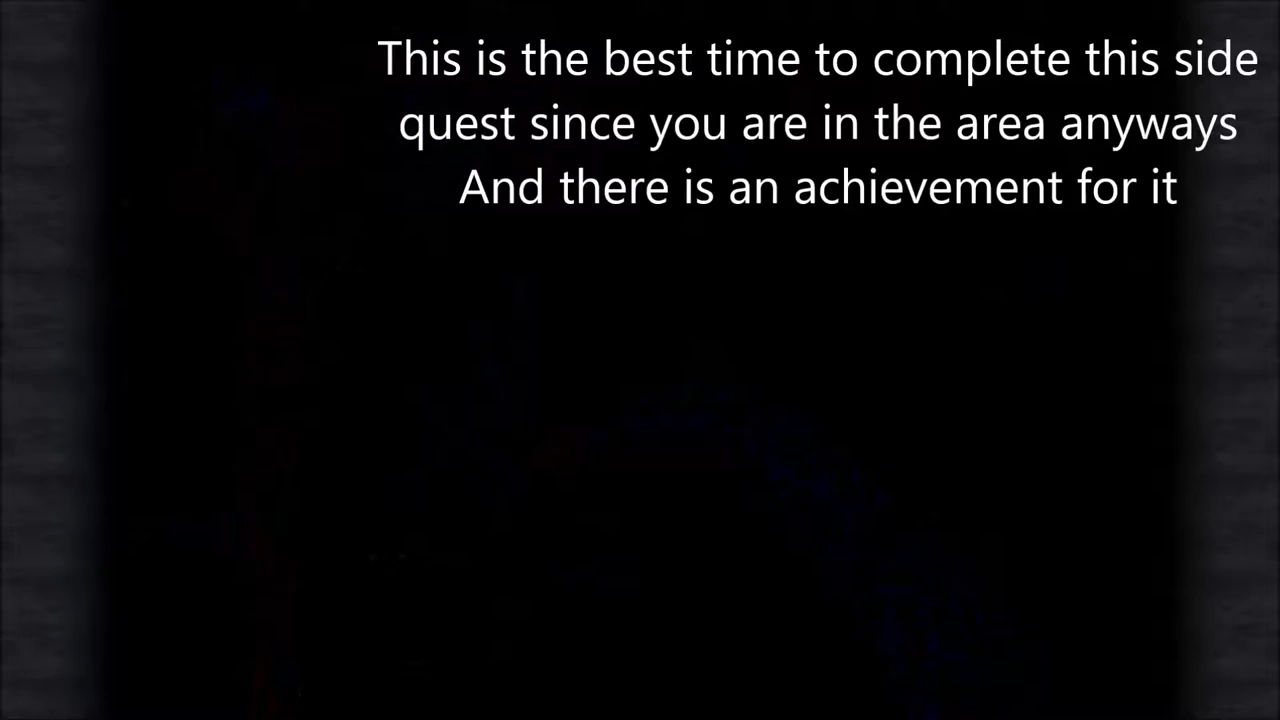 This is the best time to complete this side
quest since you are in the area anyways
And there is an achievement for it